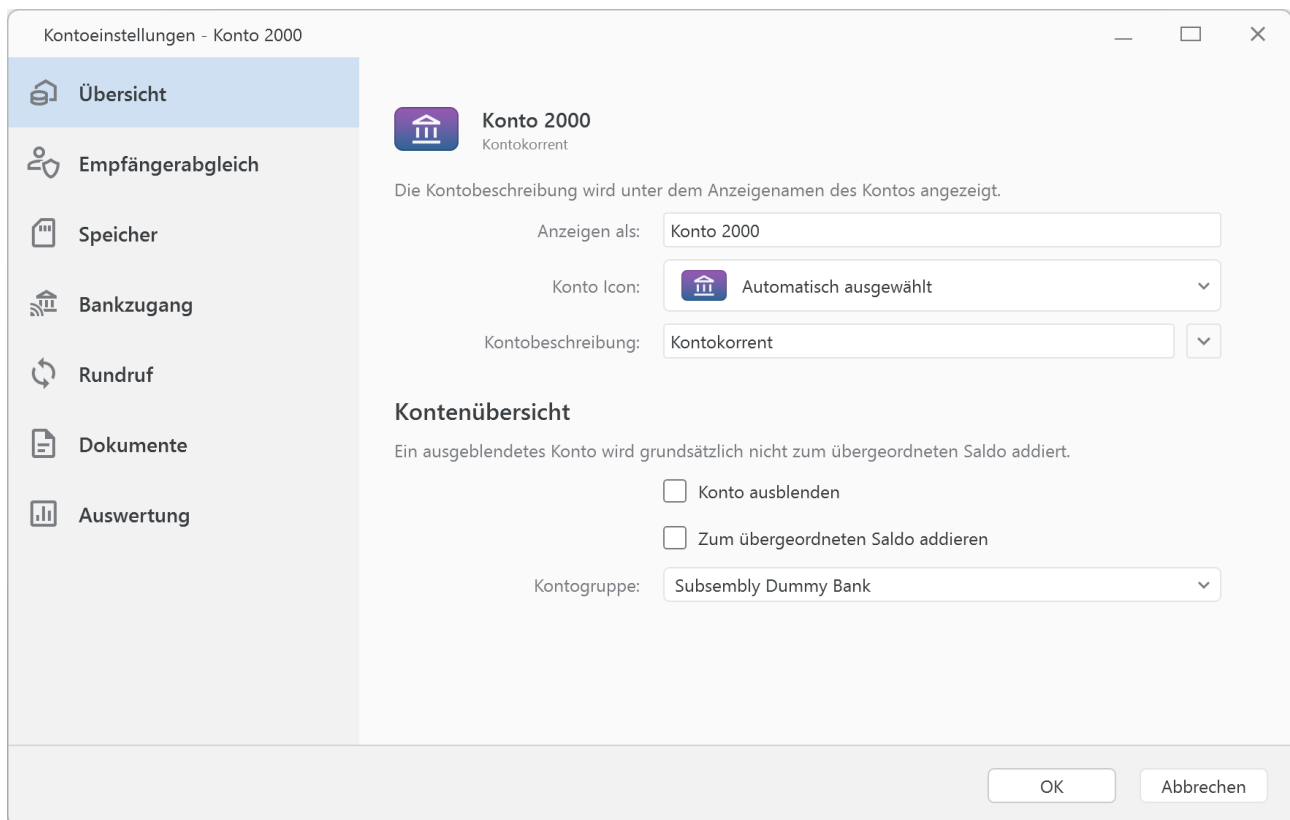 Kontoeinstellungen - Konto 2000
Übersicht
Empfängerabgleich
Speicher
Bankzugang
Rundruf
Dokumente
Auswertung
Konto 2000
Kontokorrent
Die Kontobeschreibung wird unter dem Anzeigenamen des Kontos angezeigt.
Anzeigen als: Konto 2000
Konto Icon: Automatisch ausgewählt
Kontobeschreibung: Kontokorrent
Kontenübersicht
Ein ausgeblendetes Konto wird grundsätzlich nicht zum übergeordneten Saldo addiert.
Konto ausblenden
Zum übergeordneten Saldo addieren
Kontogruppe: Subsembly Dummy Bank
OK Abbrechen